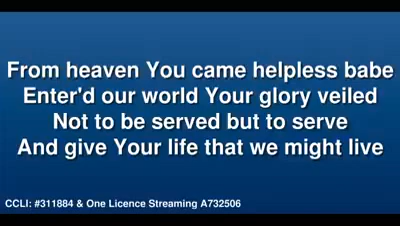 From heaven You came helpless babe
Enter'd our world Your glory veiled
Not to be served but to serve
And give Your life that we might live
CCLI: #311884 & One Licence Streaming A732506